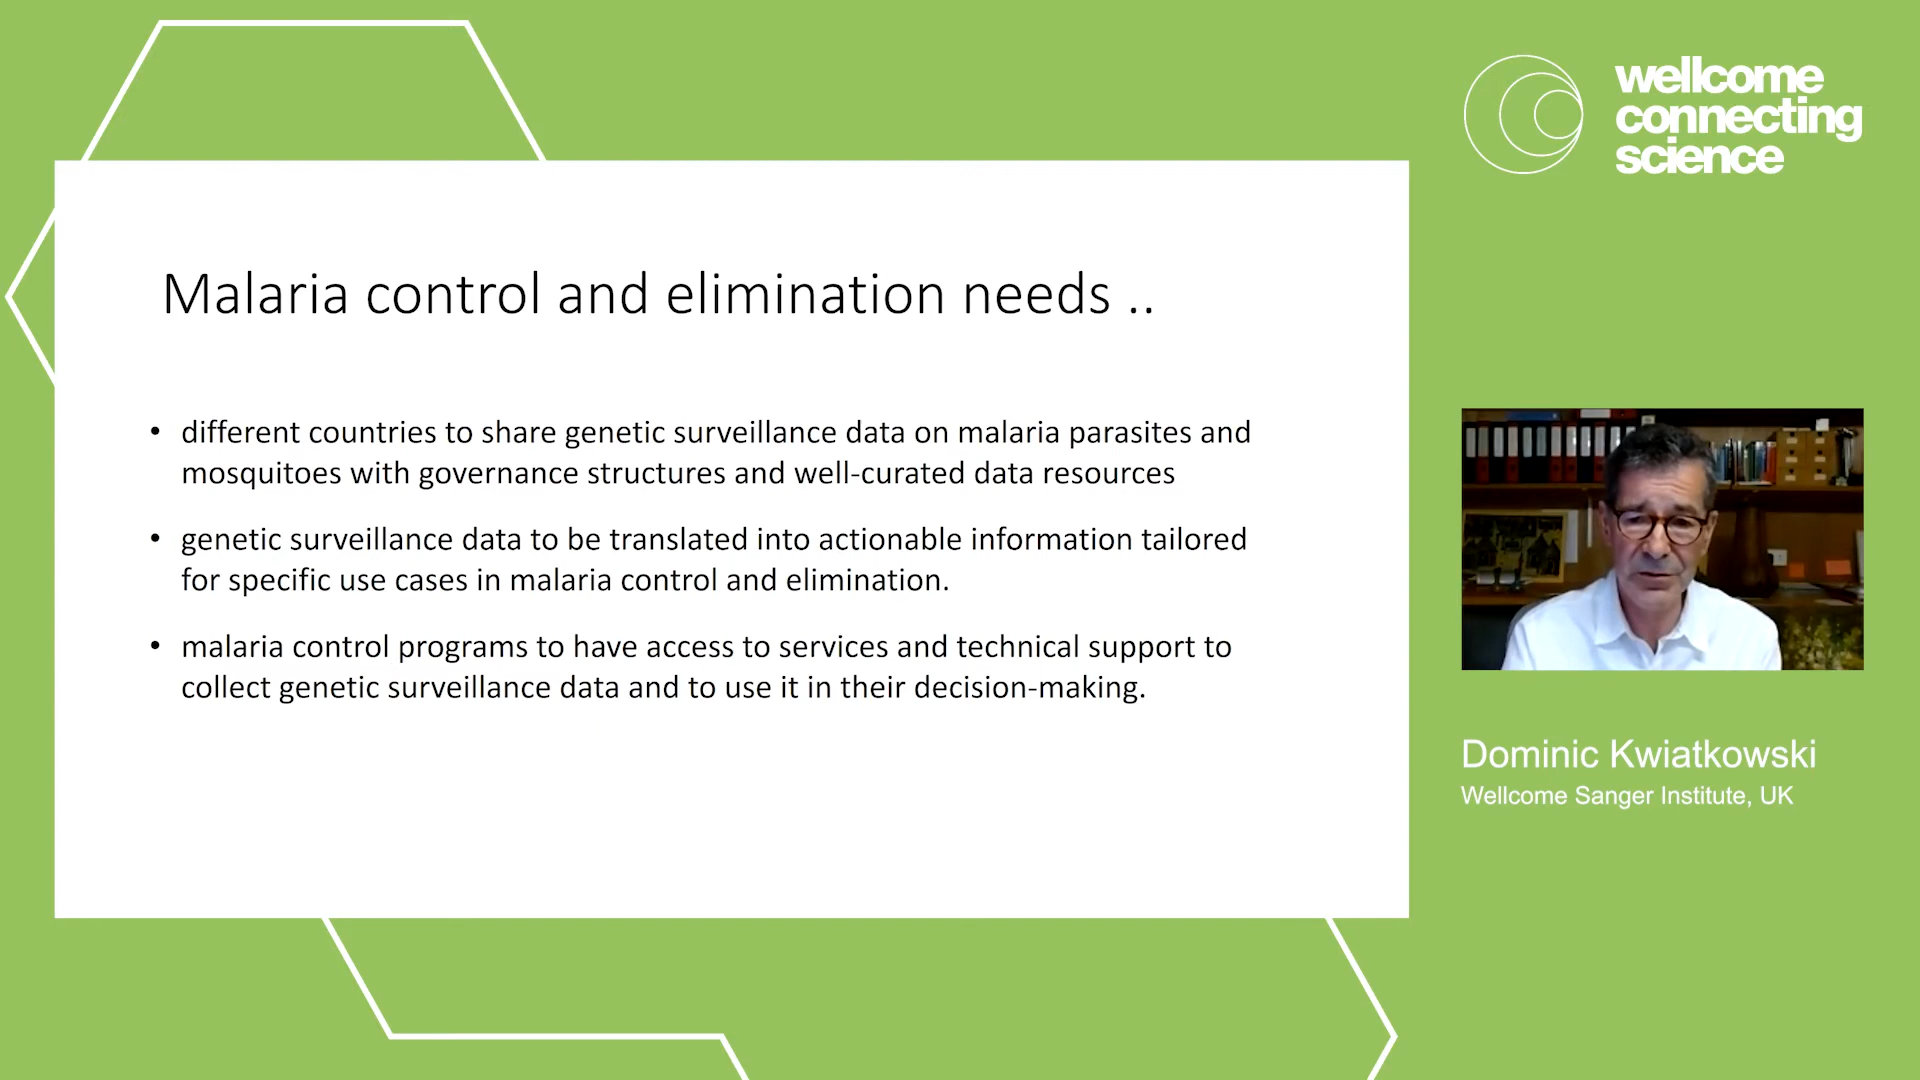 wellcome
connecting
science
Malaria control and elimination needs ..
• different countries to share genetic surveillance data on malaria parasites and
mosquitoes with governance structures and well-curated data resources
• genetic surveillance data to be translated into actionable information tailored
for specific use cases in malaria control and elimination.
• malaria control programs to have access to services and technical support to
collect genetic surveillance data and to use it in their decision-making.
Dominic Kwiatkowski
Wellcome Sanger Institute, UK